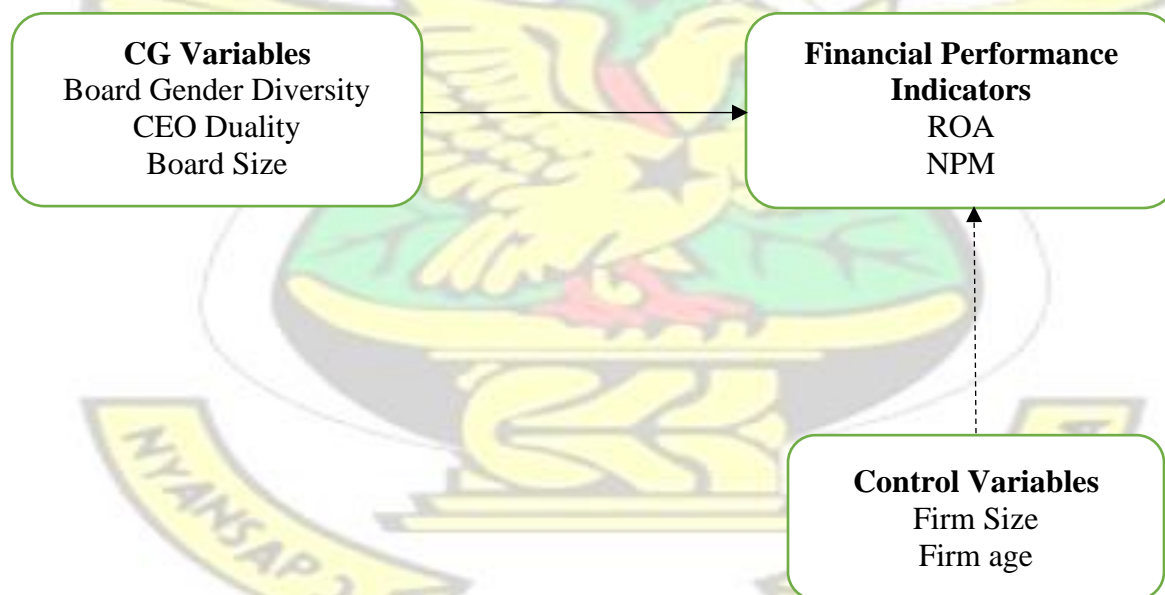 CG Variables
Board Gender Diversity
CEO Duality
Board Size
Financial Performance
Indicators
ROA
NPM
Control Variables
Firm Size
Firm age
NYANSAP